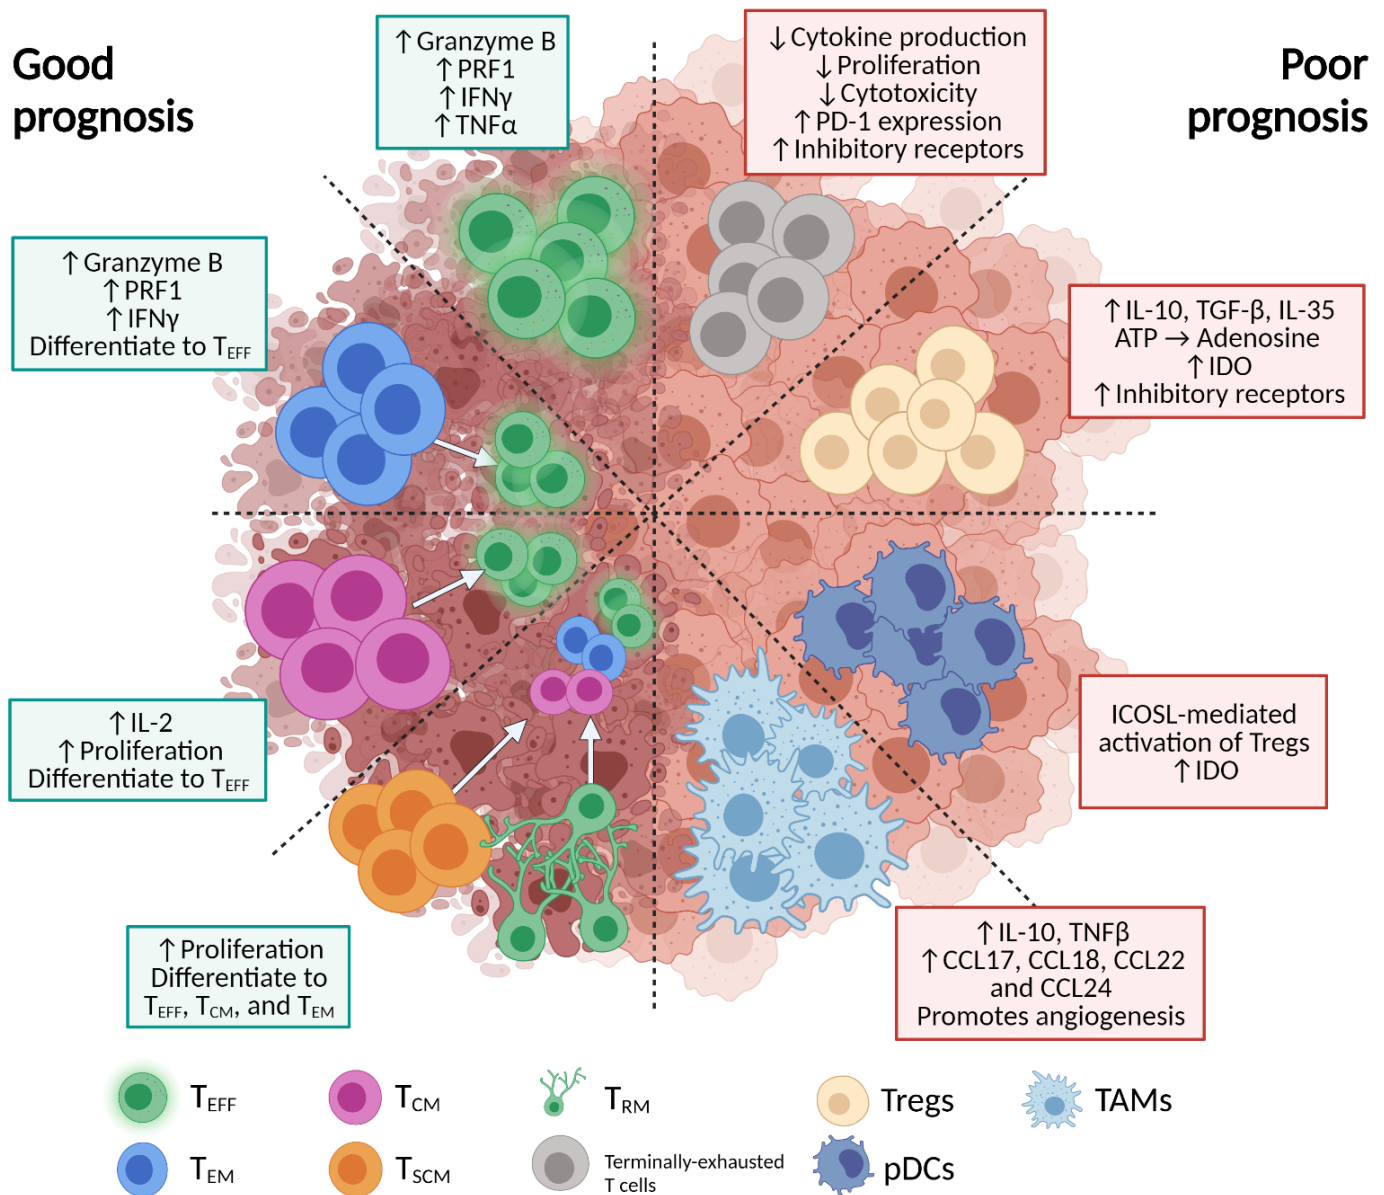 Good
prognosis
↑Granzyme B
↑PRF1
↑IFNγ
↑TNFα
↓Cytokine production
↓Proliferation
↓Cytotoxicity
↑PD-1 expression
↑Inhibitory receptors
Poor
prognosis
↑Granzyme B
↑PRF1
↑IFNγ
Differentiate to TEFF
↑IL-10, TGF-β, IL-35
ATP → Adenosine
↑IDO
↑Inhibitory receptors
↑IL-2
↑Proliferation
Differentiate to TEFF
ICOSL-mediated
activation of Tregs
↑IDO
↑Proliferation
Differentiate to
TEFF, TCM, and TEM
↑IL-10, TNFβ
↑CCL17, CCL18, CCL22
and CCL24
Promotes angiogenesis
TEFF
TCM
TRM
Tregs
TAMs
TEM
TSCM
Terminally-exhausted
T cells
pDCs